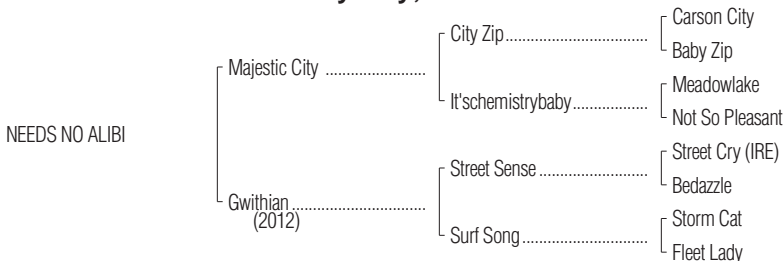 Carson City
City Zip
Baby Zip
Majestic City
Meadowlake
It'schemistrybaby
Not So Pleasant
NEEDS NO ALIBI
Street Cry (IRE)
Street Sense
Bedazzle
Gwithian
(2012)
Storm Cat
Surf Song
Fleet Lady